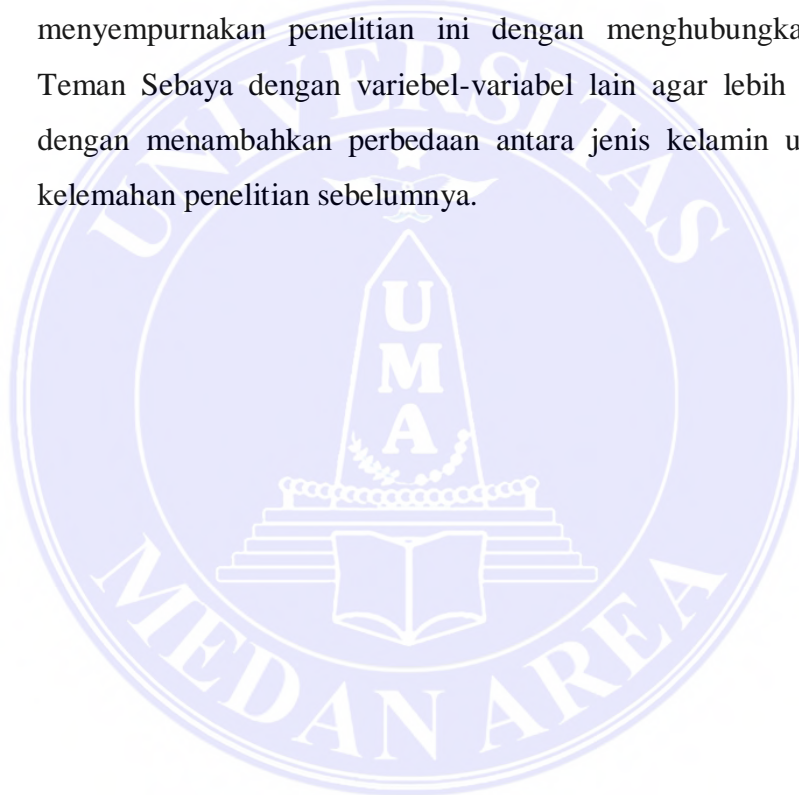 menyempurnakan penelitian ini dengan menghubungka
Teman Sebaya dengan variebel-variabel lain agar lebih
dengan menambahkan perbedaan antara jenis kelamin u
kelemahan penelitian sebelumnya.
UNIVERSITAS
U
M
A
MEDAN AREA